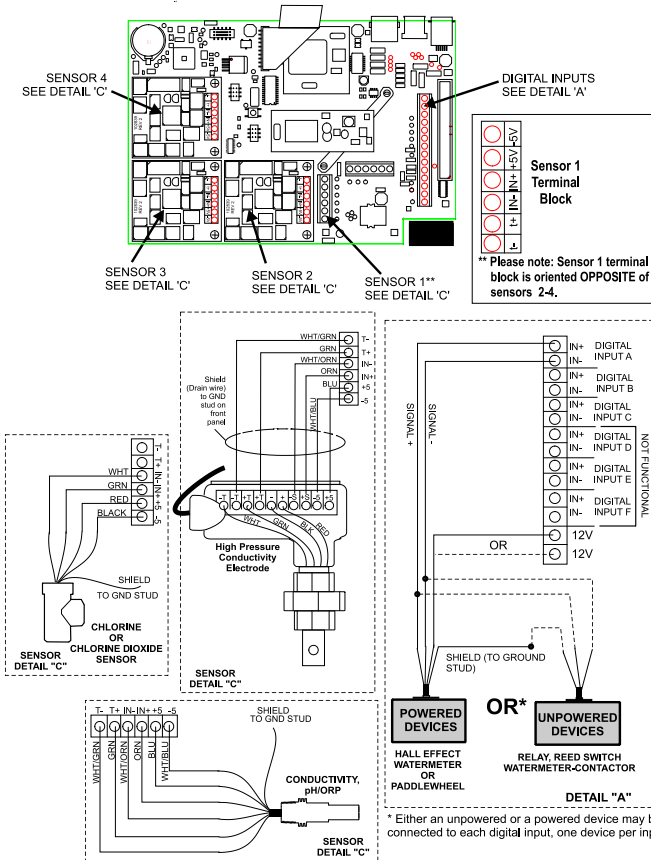 SENSOR 4
SEE DETAIL 'C'
DIGITAL INPUTS
SEE DETAIL 'A'
SENSOR 3
SEE DETAIL 'C'
SENSOR 2
SEE DETAIL 'C'
SENSOR 1**
SEE DETAIL 'C'
-5V
+5V
IN+
IN-
t+
t-
Sensor 1
Terminal
Block
** Please note: Sensor 1 terminal
block is oriented OPPOSITE of
sensors 2-4.
WHT/GRN T-
GRN T+
WHT/ORN IN-
ORN IN+
BLU +5
WHT/BLU -5
Shield
(Drain wire)
to GND
stud on
front
panel
WHT
GRN
BLK
RED
High Pressure
Conductivity
Electrode
SENSOR
DETAIL "C"
T-
T+
IN-
IN+
+5
-5
WHT
GRN
RED
BLACK
SHIELD
TO GND STUD
CHLORINE
OR
CHLORINE DIOXIDE
SENSOR
SENSOR
DETAIL "C"
T- T+ IN- IN+ +5 -5
WHT/GRN
GRN
WHT/ORN
ORN
BLU
WHT/BLU
SHIELD
TO GND STUD
CONDUCTIVITY,
pH/ORP
SENSOR
DETAIL "C"
IN+ DIGITAL
IN- INPUT A
IN+ DIGITAL
IN- INPUT B
IN+ DIGITAL
IN- INPUT C
IN+ DIGITAL
IN- INPUT D
IN+ DIGITAL
IN- INPUT E
IN+ DIGITAL
IN- INPUT F
NOT FUNCTIONAL
12V
OR
12V
SIGNAL +
SIGNAL-
SHIELD (TO GROUND
STUD)
POWERED
DEVICES
OR*
UNPOWERED
DEVICES
HALL EFFECT
WATERMETER
OR
PADDLEWHEEL
RELAY, REED SWITCH
WATERMETER-CONTACTOR
DETAIL "A"
* Either an unpowered or a powered device may b
connected to each digital input, one device per inp